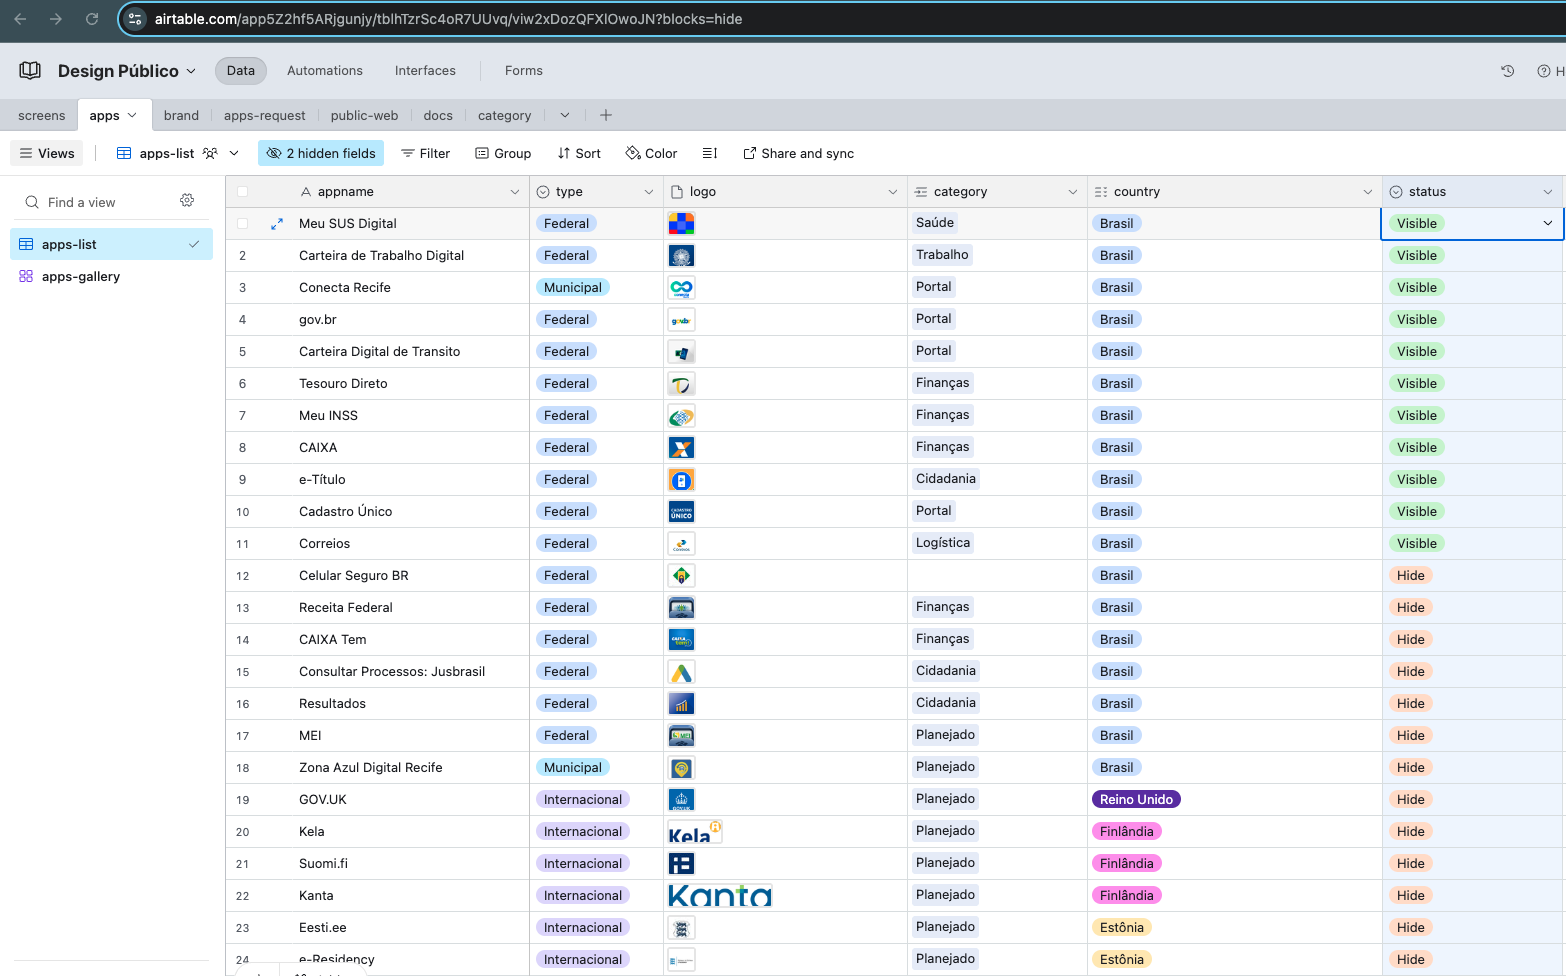 airtable.com/app5Z2hf5ARjgunjy/tblhTzrSc4oR7UUvq/viw2xDozQFXlOwoJN?blocks=hide
Design Público Data Automations Interfaces Forms H
screens apps brand apps-request public-web docs category
Views apps-list 2 hidden fields Filter Group Sort Color Share and sync
Find a view
apps-list
apps-gallery
appname type logo category country status
Meu SUS Digital Federal Saúde Brasil Visible
2 Carteira de Trabalho Digital Federal Trabalho Brasil Visible
3 Conecta Recife Municipal Portal Brasil Visible
4 gov.br Federal gov.br Portal Brasil Visible
5 Carteira Digital de Transito Federal Portal Brasil Visible
6 Tesouro Direto Federal Finanças Brasil Visible
7 Meu INSS Federal Finanças Brasil Visible
8 CAIXA Federal Finanças Brasil Visible
9 e-Título Federal Cidadania Brasil Visible
10 Cadastro Único Federal CADASTRO ÚNICO Portal Brasil Visible
11 Correios Federal Correios Logística Brasil Visible
12 Celular Seguro BR Federal Brasil Hide
13 Receita Federal Federal Finanças Brasil Hide
14 CAIXA Tem Federal Finanças Brasil Hide
15 Consultar Processos: Jusbrasil Federal Cidadania Brasil Hide
16 Resultados Federal Cidadania Brasil Hide
17 MEI Federal Planejado Brasil Hide
18 Zona Azul Digital Recife Municipal Planejado Brasil Hide
19 GOV.UK Internacional GOV.UK Planejado Reino Unido Hide
20 Kela Internacional Kela Planejado Finlândia Hide
21 Suomi.fi Internacional Planejado Finlândia Hide
22 Kanta Internacional Kanta Planejado Finlândia Hide
23 Eesti.ee Internacional Planejado Estônia Hide
24 e-Residency Internacional Planejado Estônia Hide